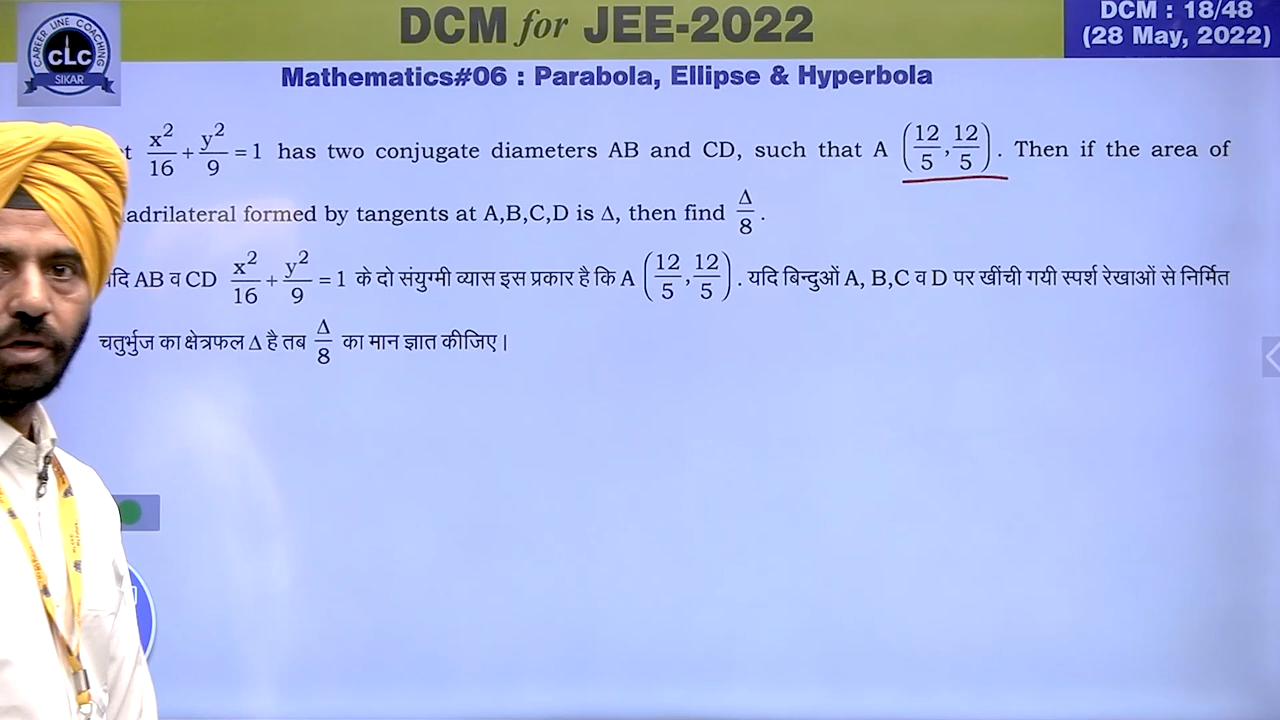 DCM for JEE-2022
DCM : 18/48
(28 May, 2022)
CAREER LINE COACHING
CLC
SIKAR
Mathematics#06 : Parabola, Ellipse & Hyperbola
x²/16 + y²/9 = 1 has two conjugate diameters AB and CD, such that A (12/5, 12/5). Then if the area of
formed by tangents at A,B,C,D is Δ, then find Δ/8.
AB व CD x²/16 + y²/9 = 1 के दो संयुग्मी व्यास इस प्रकार है कि A (12/5, 12/5). यदि बिन्दुओं A, B,C व D पर खींची गयी स्पर्श रेखाओं से निर्मित
चतुर्भुज का क्षेत्रफल Δ है तब Δ/8 का मान ज्ञात कीजिए।